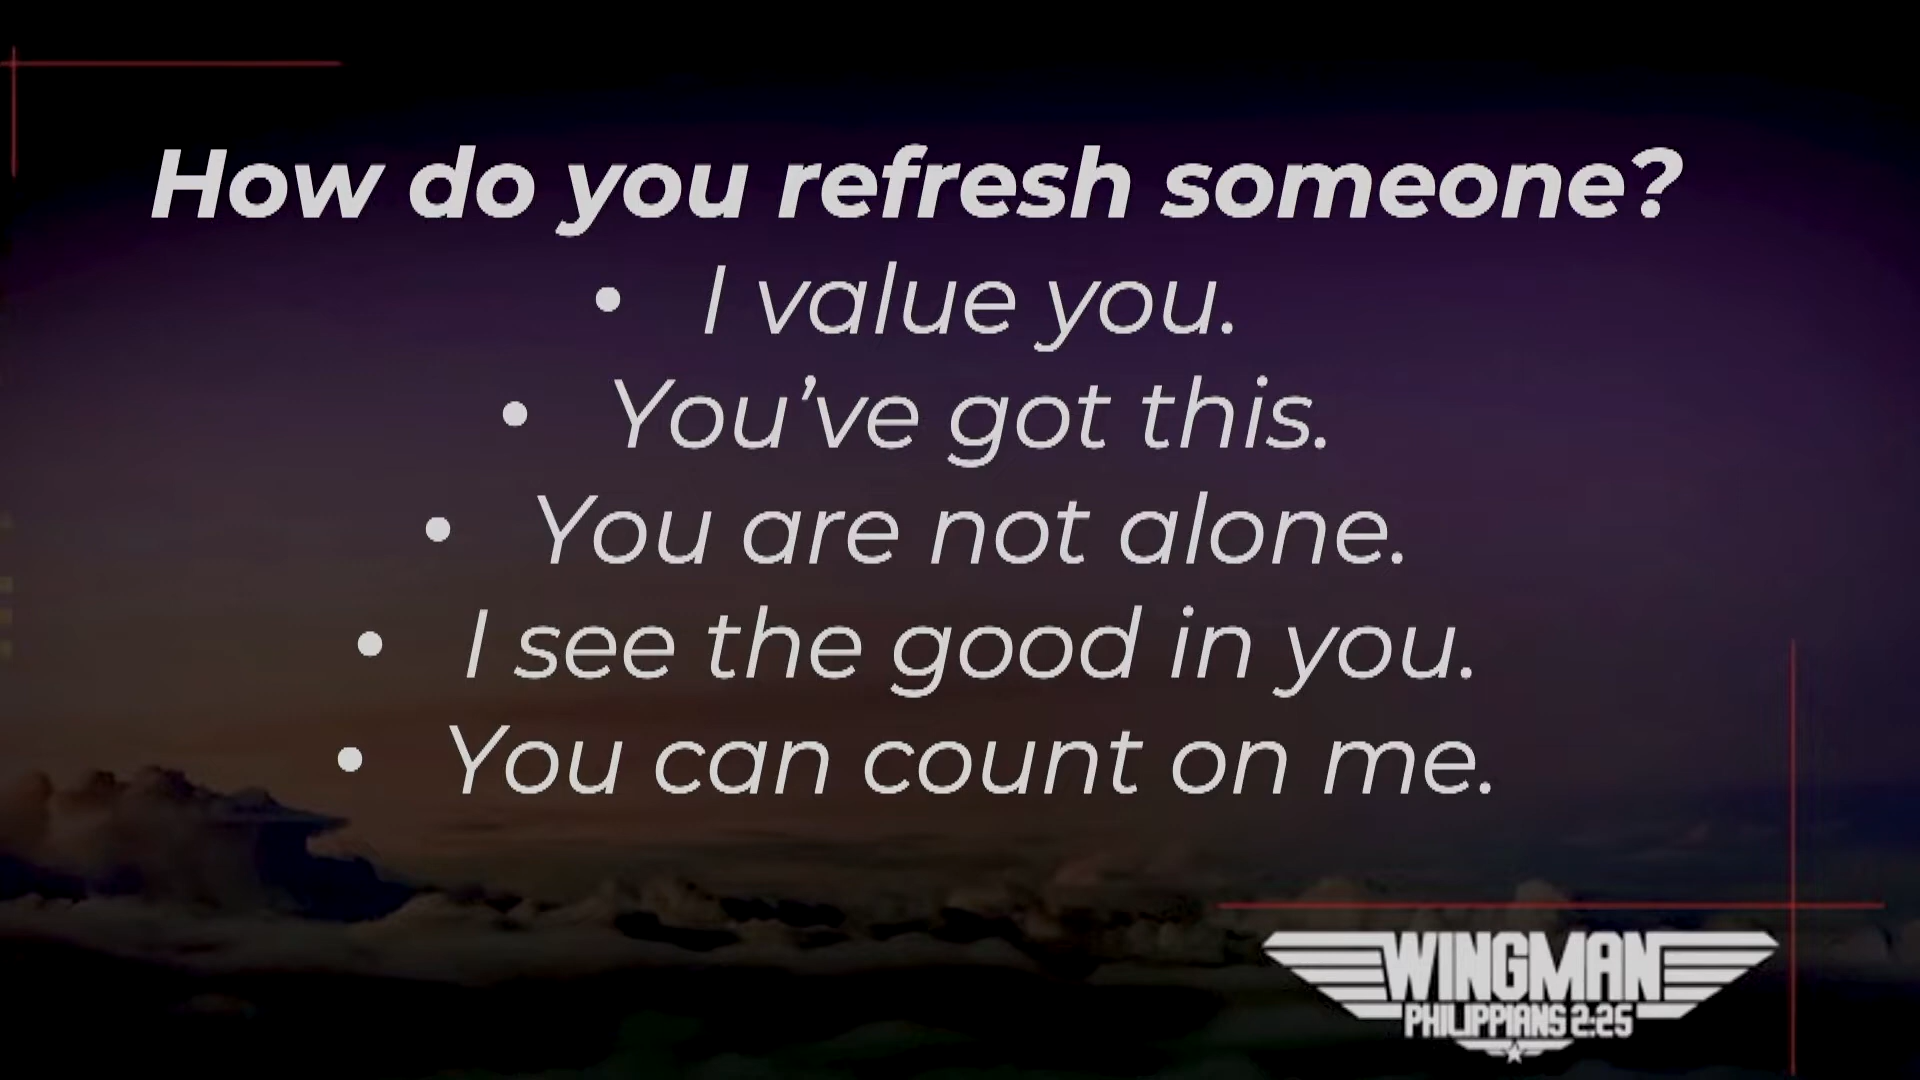 How do you refresh someone?
• I value you.
• You’ve got this.
• You are not alone.
• I see the good in you.
• You can count on me.
WINGMAN
PHILIPPIANS 2:25